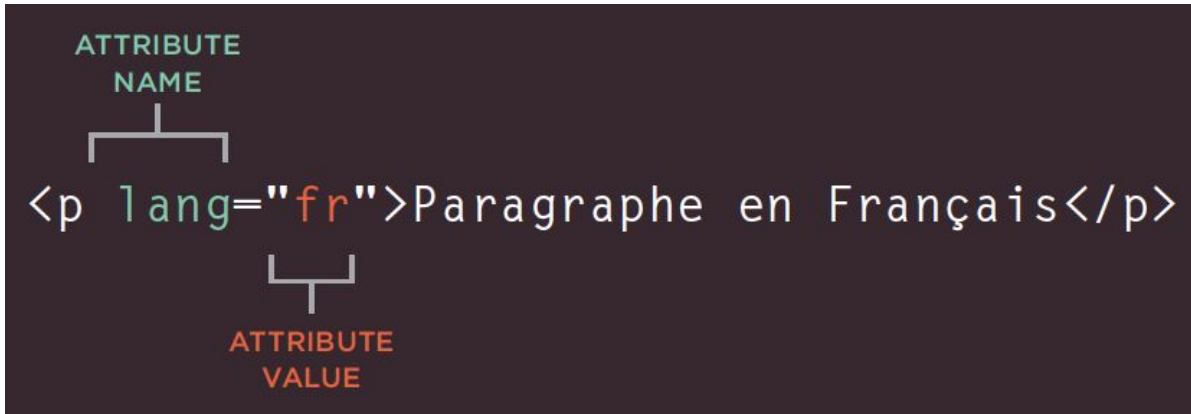 ATTRIBUTE
NAME
<p lang="fr">Paragraphe en Français</p>
ATTRIBUTE
VALUE